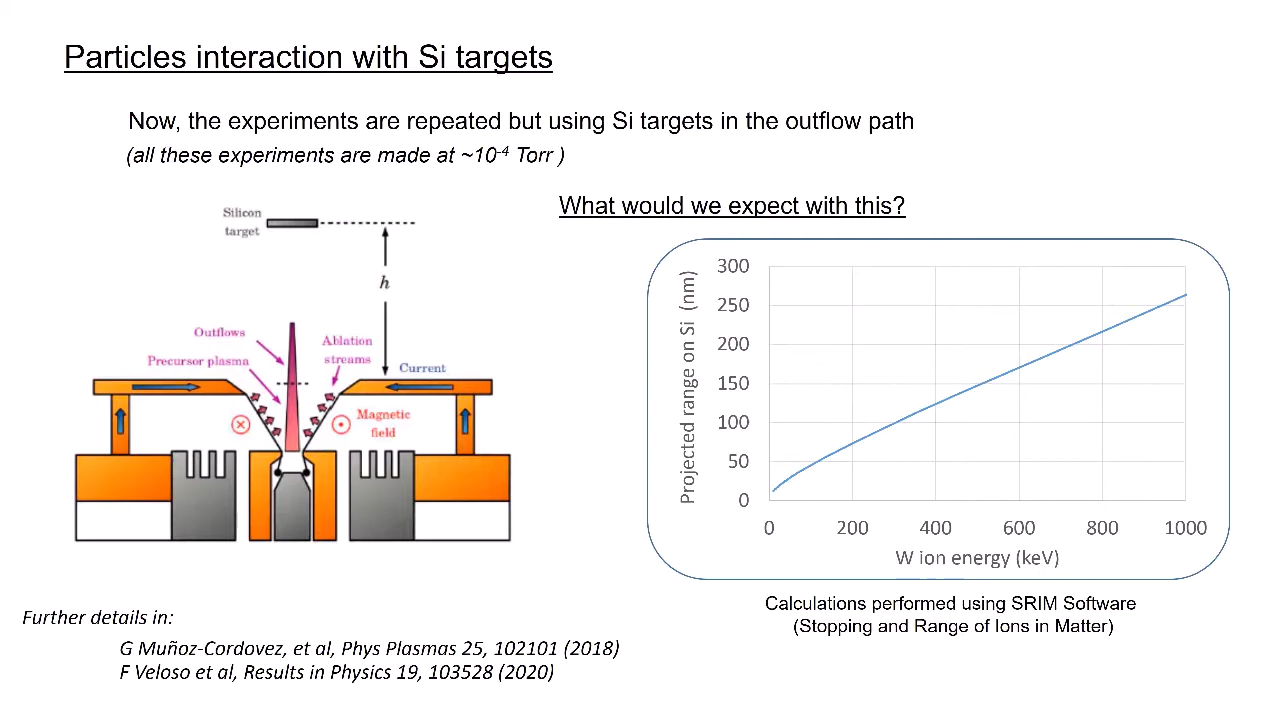 Particles interaction with Si targets
Now, the experiments are repeated but using Si targets in the outflow path
(all these experiments are made at ~10⁻⁴ Torr )
What would we expect with this?
Silicon
target
h
Outflows
Ablation
streams
Precursor plasma
Current
Magnetic
field
Projected range on Si (nm)
300
250
200
150
100
50
0
0 200 400 600 800 1000
W ion energy (keV)
Calculations performed using SRIM Software
(Stopping and Range of Ions in Matter)
Further details in:
G Muñoz-Cordovez, et al, Phys Plasmas 25, 102101 (2018)
F Veloso et al, Results in Physics 19, 103528 (2020)